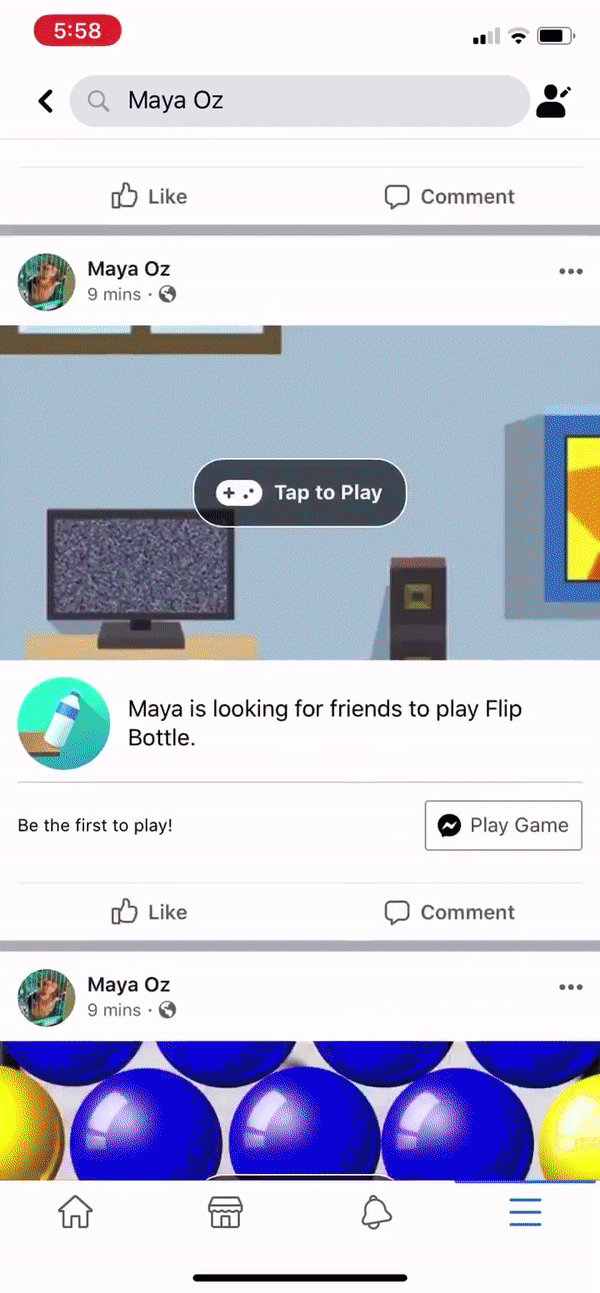 5:58
Maya Oz
Like
Comment
Maya Oz
9 mins ·
Tap to Play
Maya is looking for friends to play Flip
Bottle.
Be the first to play!
Play Game
Like
Comment
Maya Oz
9 mins ·